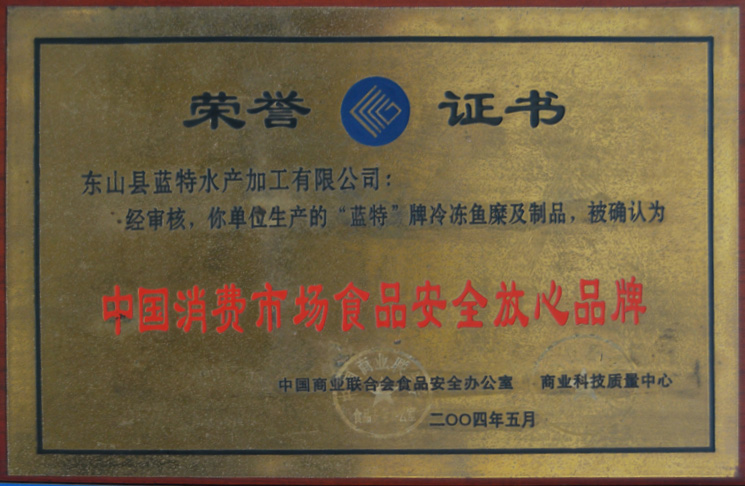 荣誉 证书
东山县蓝特水产加工有限公司：
经审核，你单位生产的“蓝特”牌冷冻鱼糜及制品，被确认为
中国消费市场食品安全放心品牌
中国商业联合会食品安全办公室 商业科技质量中心
二〇〇四年五月